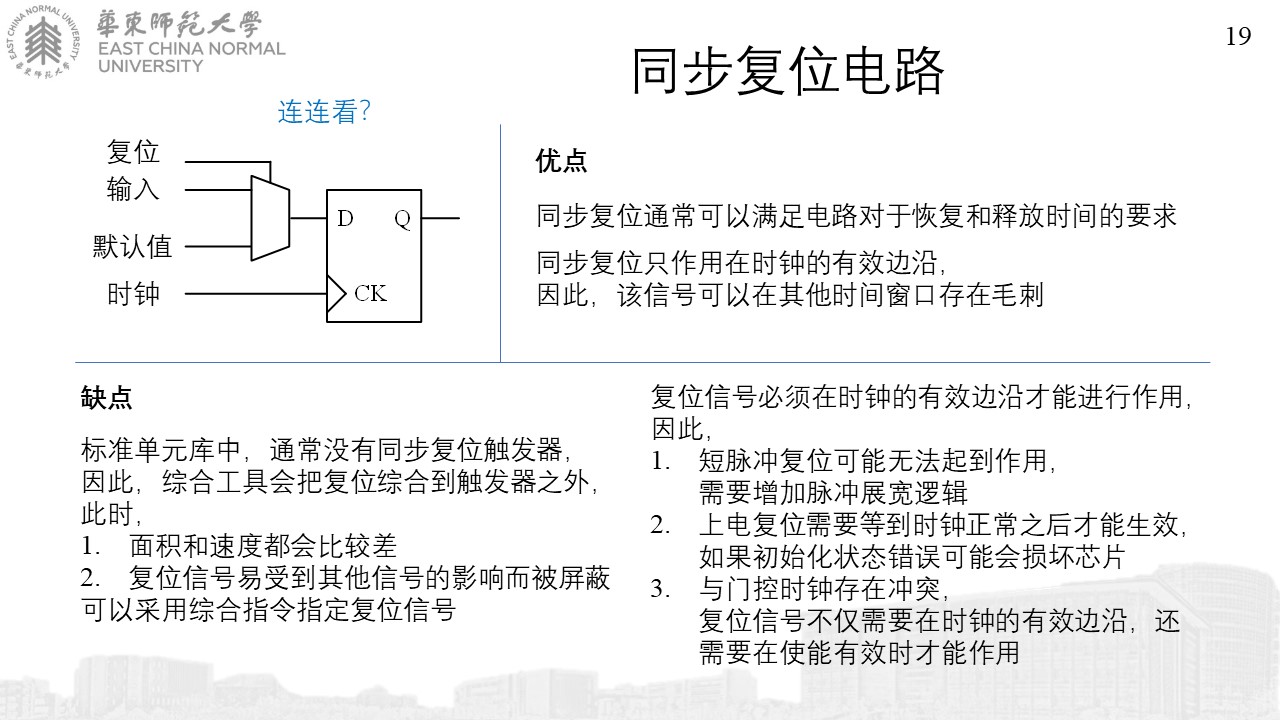 EAST CHINA NORMAL UNIVERSITY
華東师范大學
華東师范大學
EAST CHINA NORMAL
UNIVERSITY
19
同步复位电路
连连看?
复位
输入
默认值
时钟
D Q
CK
优点
同步复位通常可以满足电路对于恢复和释放时间的要求
同步复位只作用在时钟的有效边沿,
因此, 该信号可以在其他时间窗口存在毛刺
缺点
标准单元库中, 通常没有同步复位触发器,
因此, 综合工具会把复位综合到触发器之外,
此时,
1. 面积和速度都会比较差
2. 复位信号易受到其他信号的影响而被屏蔽
可以采用综合指令指定复位信号
复位信号必须在时钟的有效边沿才能进行作用,
因此,
1. 短脉冲复位可能无法起到作用,
需要增加脉冲展宽逻辑
2. 上电复位需要等到时钟正常之后才能生效,
如果初始化状态错误可能会损坏芯片
3. 与门控时钟存在冲突,
复位信号不仅需要在时钟的有效边沿, 还
需要在使能有效时才能作用